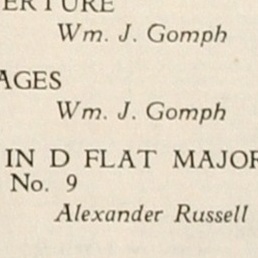 ERTURE
Wm. J. Gomph
AGES
Wm. J. Gomph
IN D FLAT MAJOR
No. 9
Alexander Russell